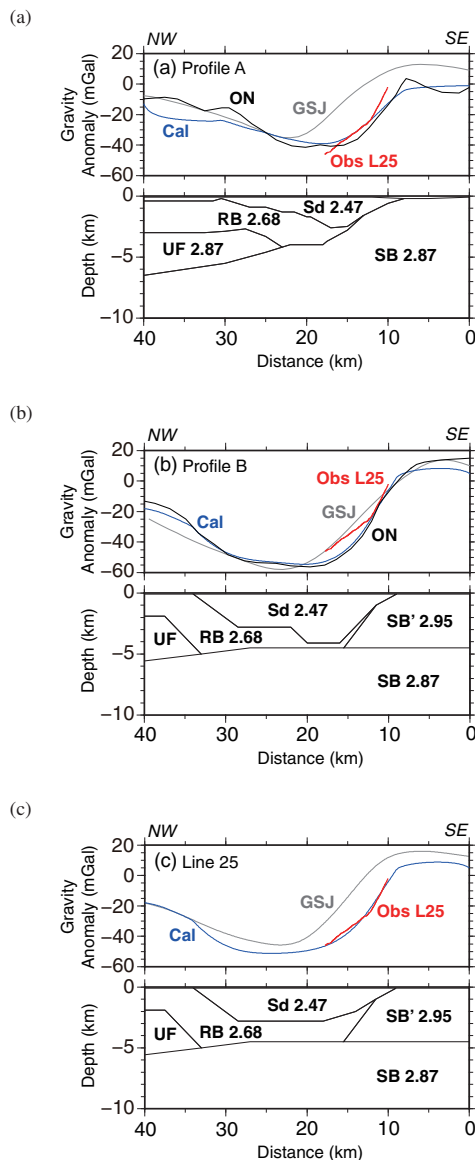 (a)
NW SE
(a) Profile A
Gravity
Anomaly (mGal)
20
0
−20
−40
−60
ON
GSJ
Cal
Obs L25
Depth (km)
0
−5
−10
Sd 2.47
RB 2.68
UF 2.87
SB 2.87
40 30 20 10 0
Distance (km)
(b)
NW SE
(b) Profile B
Gravity
Anomaly (mGal)
20
0
−20
−40
−60
Obs L25
Cal
GSJ
ON
Depth (km)
0
−5
−10
Sd 2.47
SB' 2.95
UF
RB 2.68
SB 2.87
40 30 20 10 0
Distance (km)
(c)
NW SE
(c) Line 25
Gravity
Anomaly (mGal)
20
0
−20
−40
−60
GSJ
Cal
Obs L25
Depth (km)
0
−5
−10
Sd 2.47
SB' 2.95
UF
RB 2.68
SB 2.87
40 30 20 10 0
Distance (km)